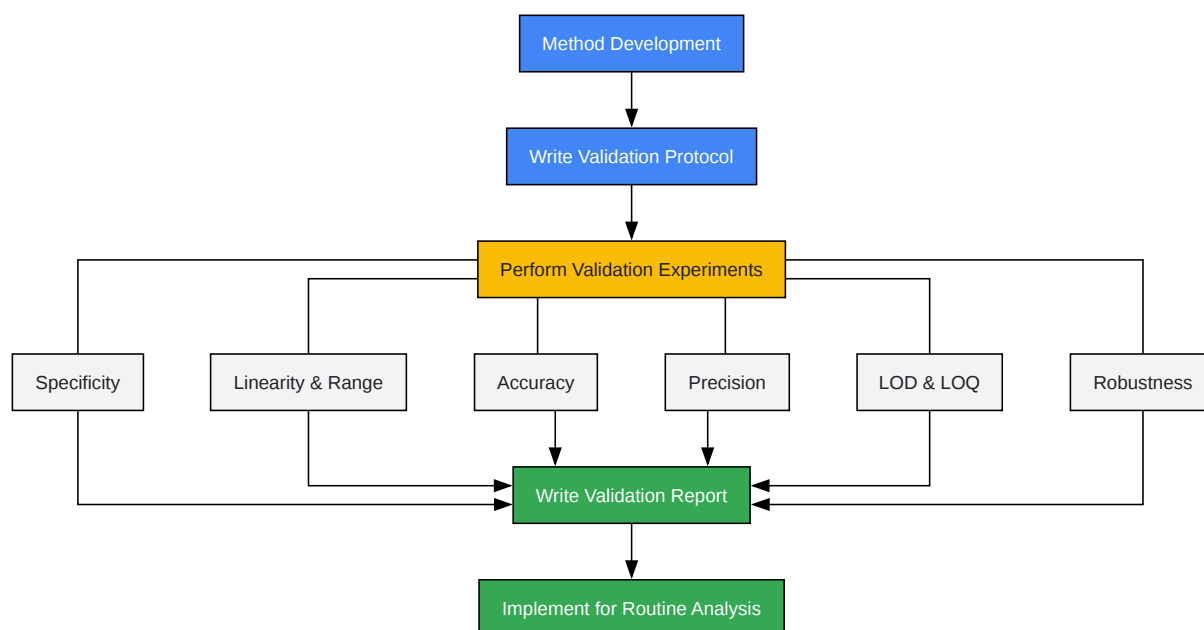 Method Development
Write Validation Protocol
Perform Validation Experiments
Specificity
Linearity & Range
Accuracy
Precision
LOD & LOQ
Robustness
Write Validation Report
Implement for Routine Analysis